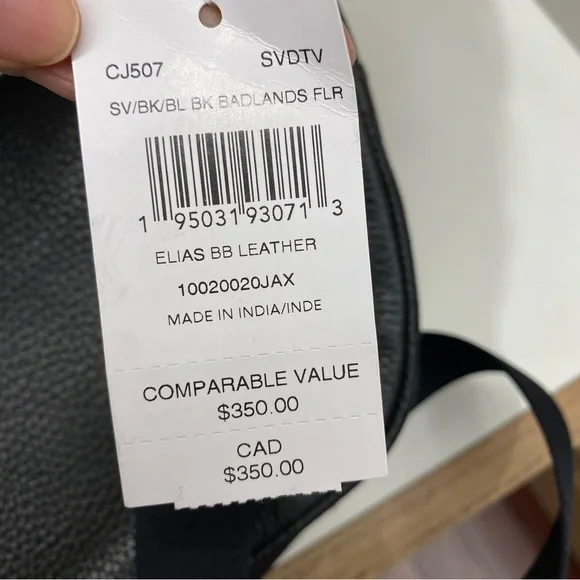 CJ507 SVDTV
SV/BK/BL BK BADLANDS FLR
1 95031 93071 3
ELIAS BB LEATHER
10020020JAX
MADE IN INDIA/INDE
COMPARABLE VALUE
$350.00
CAD
$350.00